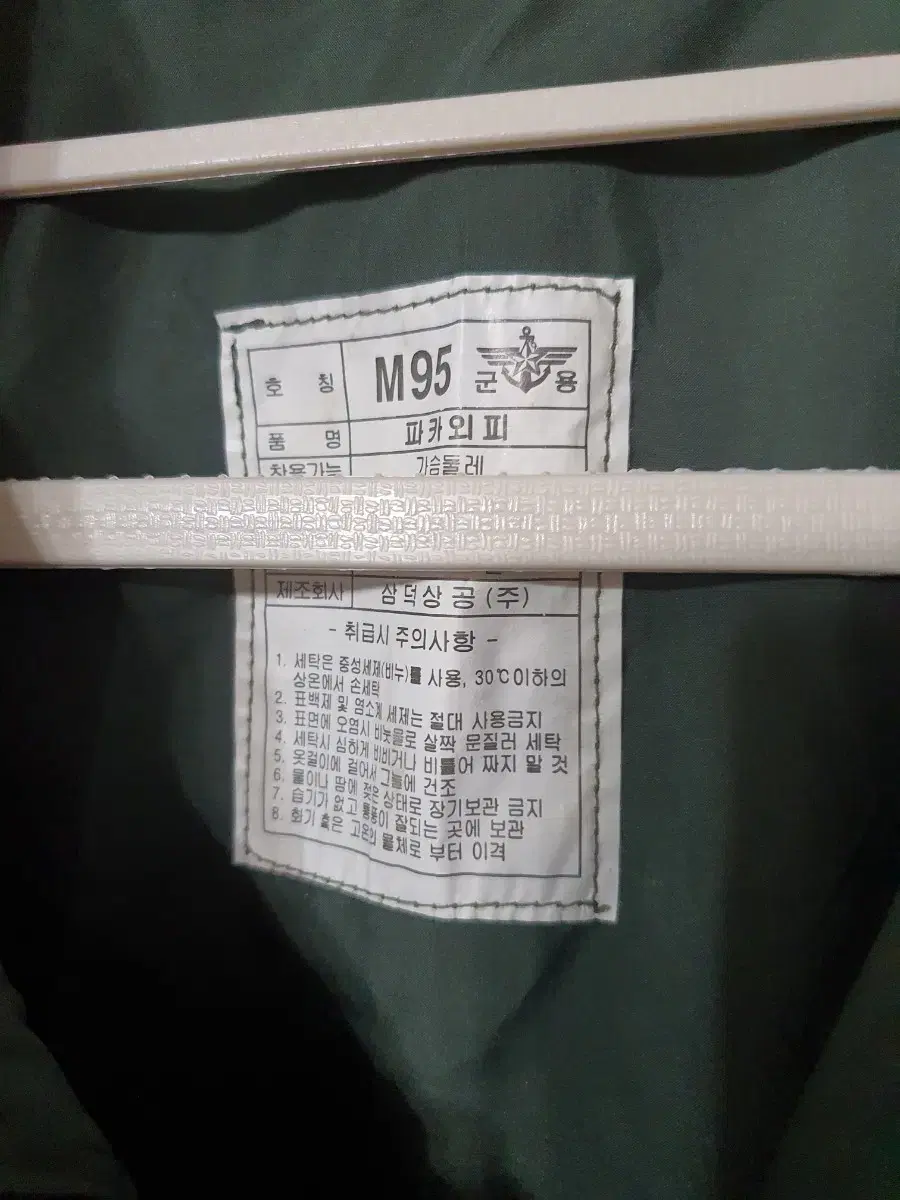 호 칭 M95 군 용
품 명 파카외피
착용가능 가슴둘레
제조회사 삼덕상공(주)
- 취급시 주의사항 -
1. 세탁은 중성세제(비누)를 사용, 30℃이하의
상온에서 손세탁
2. 표백제 및 염소계 세제는 절대 사용금지
3. 표면에 오염시 비눗물로 살짝 문질러 세탁
4. 세탁시 심하게 비비거나 비틀어 짜지 말 것
5. 옷걸이에 걸어서 그늘에 건조
6. 물이나 땀에 젖은 상태로 장기보관 금지
7. 습기가 없고 통풍이 잘되는 곳에 보관
8. 화기 혹은 고온의 물체로 부터 이격